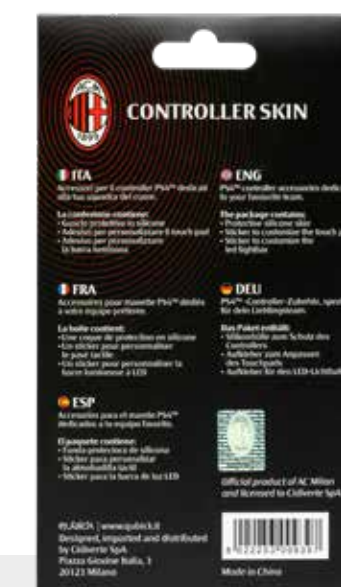 ACM
1899
CONTROLLER SKIN
ITA
Accessori per il controller PS4™ dedicati
alla tua squadra del cuore.
La confezione contiene:
• Guscio protettivo in silicone
• Adesivo per personalizzare il touch pad
• Adesivo per personalizzare
la barra luminosa
ENG
PS4™ controller accessories
to your favourite team.
The package contains:
• Protective silicone skin
• Sticker to customize the touch
• Sticker to customize the
led lightbar
FRA
Accessoires pour manette PS4™ dédiés
à votre équipe préférée.
La boîte contient:
• Une coque de protection en silicone
• Un sticker pour personnaliser
le pavé tactile
• Un sticker pour personnaliser la
barre lumineuse à LED
DEU
PS4™-Controller-Zubehör,
für dein Lieblingsteam.
Das Paket enthält:
• Silikonhülle zum Schutz des
Controllers
• Aufkleber zum Anpassen
des Touchpads
• Aufkleber für den
ESP
Accesorios para el mando PS4™
dedicados a tu equipo favorito.
El paquete contiene:
• Funda protectora de silicona
• Sticker para personalizar
la almohadilla táctil
• Sticker para la barra de luz LED
Official product of AC Milan
and licensed to Cidiverte SpA
www.qubick.it
Designed, imported and distributed
by Cidiverte SpA
Piazza Giovine Italia, 3
20123 Milano
Made in China